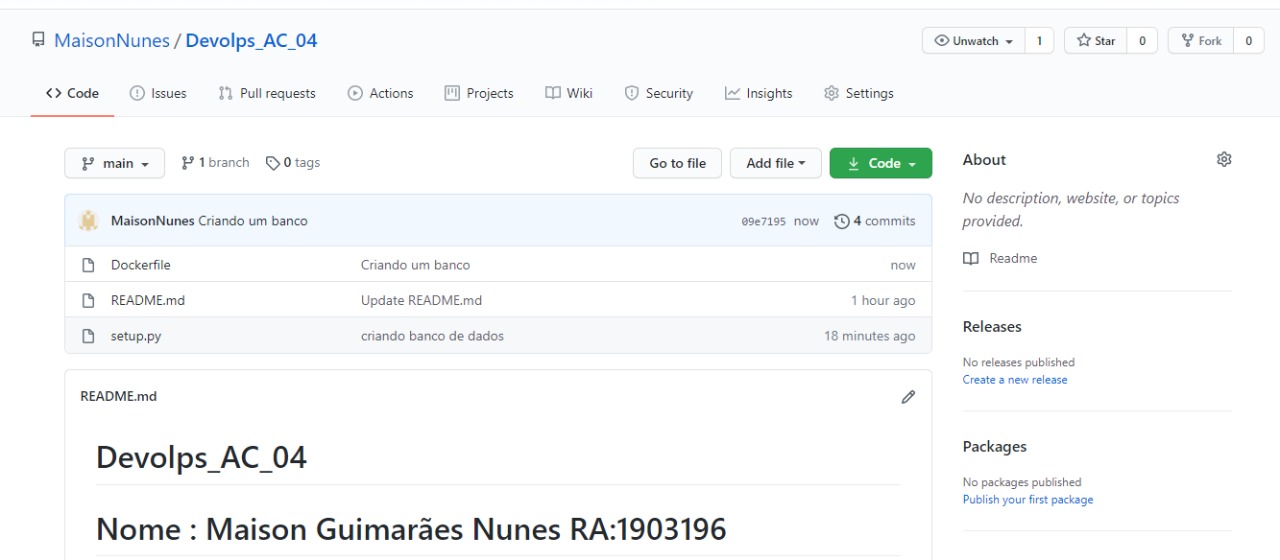 MaisonNunes / Devolps_AC_04
Unwatch 1 Star 0 Fork 0
Code Issues Pull requests Actions Projects Wiki Security Insights Settings
main 1 branch 0 tags Go to file Add file Code
MaisonNunes Criando um banco 09e7195 now 4 commits
Dockerfile Criando um banco now
README.md Update README.md 1 hour ago
setup.py criando banco de dados 18 minutes ago
README.md
Devolps_AC_04
Nome : Maison Guimarães Nunes RA:1903196
About
No description, website, or topics
provided.
Readme
Releases
No releases published
Create a new release
Packages
No packages published
Publish your first package